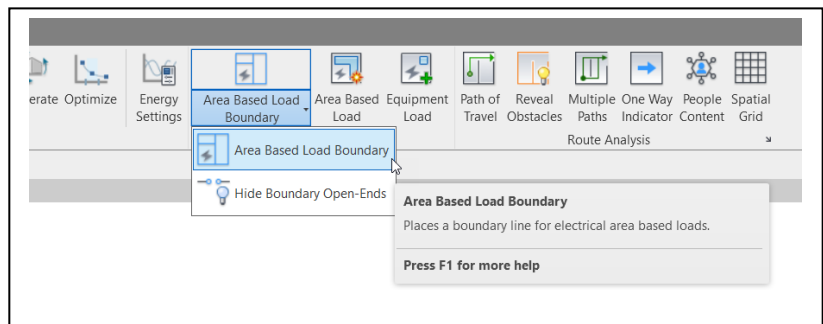 erate Optimize Energy Settings Area Based Load Boundary Area Based Load Equipment Load Path of Travel Reveal Obstacles Multiple Paths One Way Indicator People Content Spatial Grid
Route Analysis
Area Based Load Boundary
Hide Boundary Open-Ends
Area Based Load Boundary
Places a boundary line for electrical area based loads.
Press F1 for more help